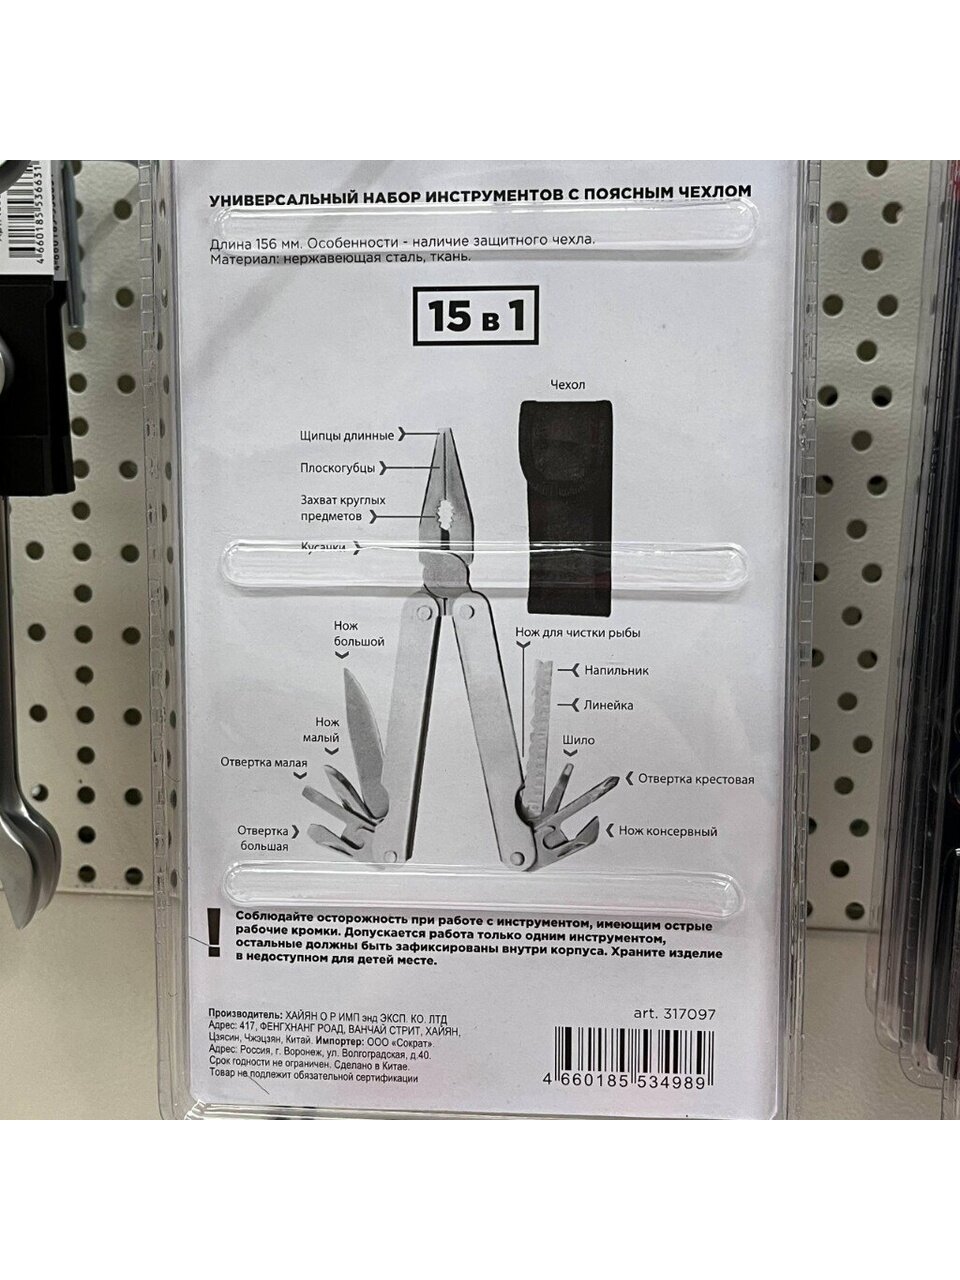 УНИВЕРСАЛЬНЫЙ НАБОР ИНСТРУМЕНТОВ С ПОЯСНЫМ ЧЕХЛОМ
Длина 156 мм. Особенности - наличие защитного чехла.
Материал: нержавеющая сталь, ткань.
15 в 1
Чехол
Щипцы длинные
Плоскогубцы
Захват круглых
предметов
Кусачки
Нож
большой
Нож для чистки рыбы
Напильник
Линейка
Нож
малый
Шило
Отвертка малая
Отвертка крестовая
Отвертка
большая
Нож консервный
! Соблюдайте осторожность при работе с инструментом, имеющим острые
рабочие кромки. Допускается работа только одним инструментом,
остальные должны быть зафиксированы внутри корпуса. Храните изделие
в недоступном для детей месте.
Производитель: ХАЙЯН О Р ИМП энд ЭКСП. КО. ЛТД
Адрес: 417, ФЕНГХНАНГ РОАД, ВАНЧАЙ СТРИТ, ХАЙЯН,
Цзясин, Чжэцзян, Китай. Импортер: ООО «Сократ».
Адрес: Россия, г. Воронеж, ул. Волгоградская, д.40.
Срок годности не ограничен. Сделано в Китае.
Товар не подлежит обязательной сертификации
art. 317097
4 660185 534989
4 660185 536631